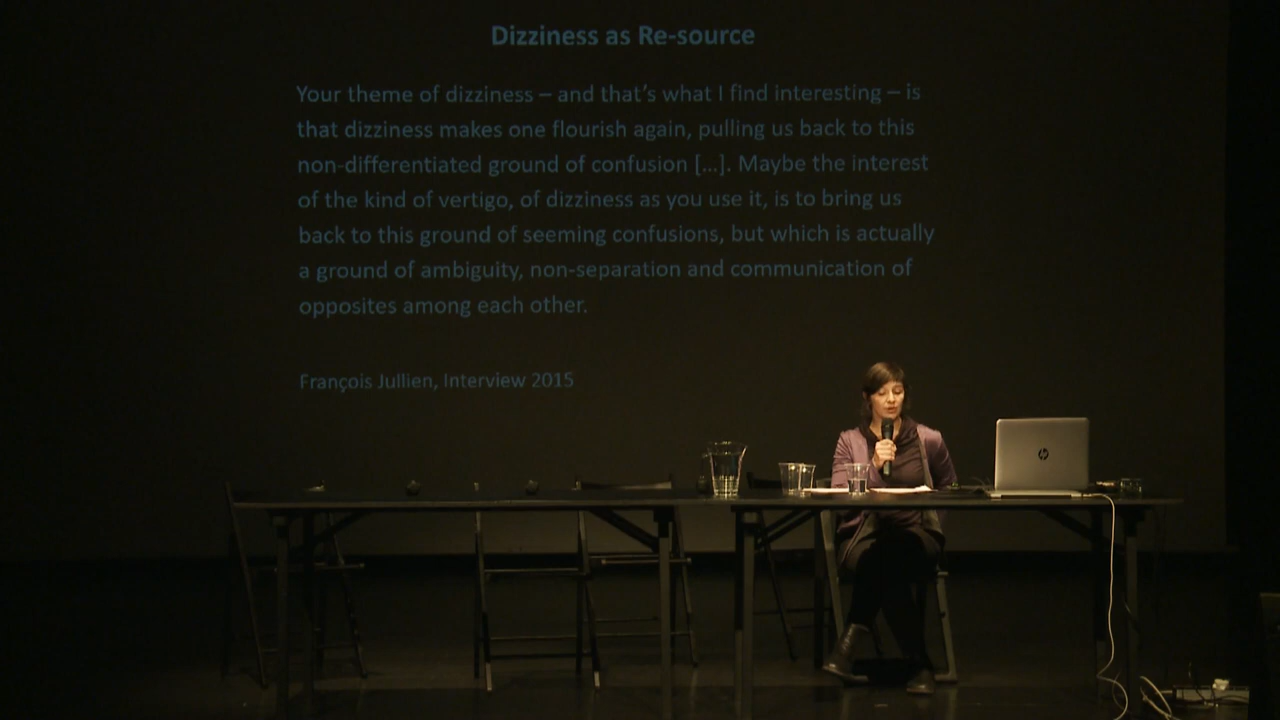 Dizziness as Re-source
Your theme of dizziness – and that's what I find interesting – is
that dizziness makes one flourish again, pulling us back to this
non-differentiated ground of confusion [...]. Maybe the interest
of the kind of vertigo, of dizziness as you use it, is to bring us
back to this ground of seeming confusions, but which is actually
a ground of ambiguity, non-separation and communication of
opposites among each other.
François Jullien, Interview 2015
hp